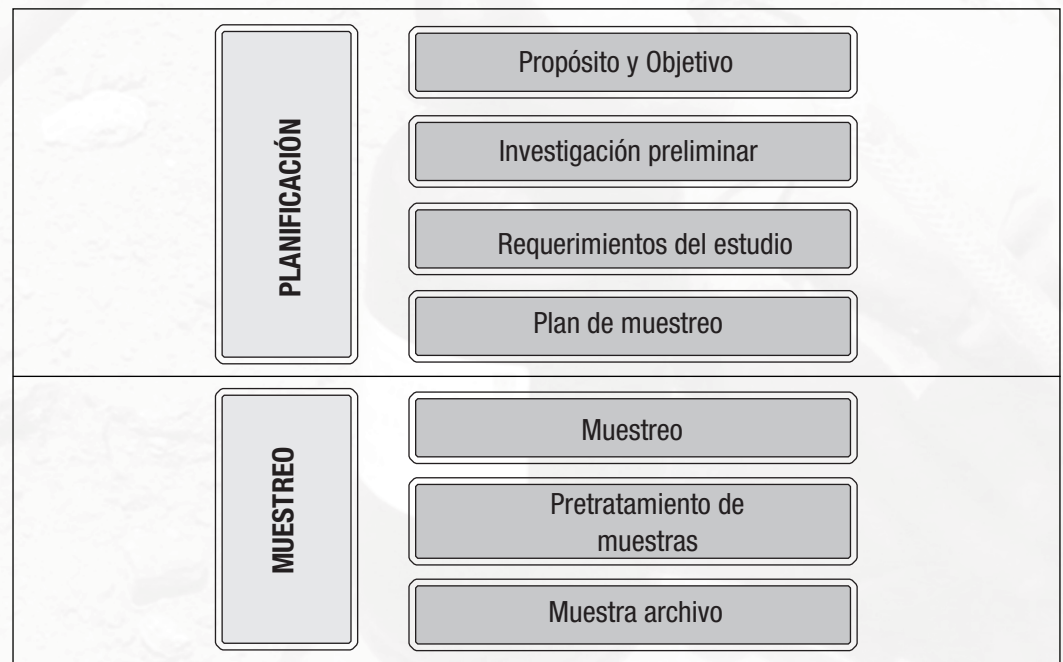 PLANIFICACIÓN
Propósito y Objetivo
Investigación preliminar
Requerimientos del estudio
Plan de muestreo
MUESTREO
Muestreo
Pretratamiento de
muestras
Muestra archivo